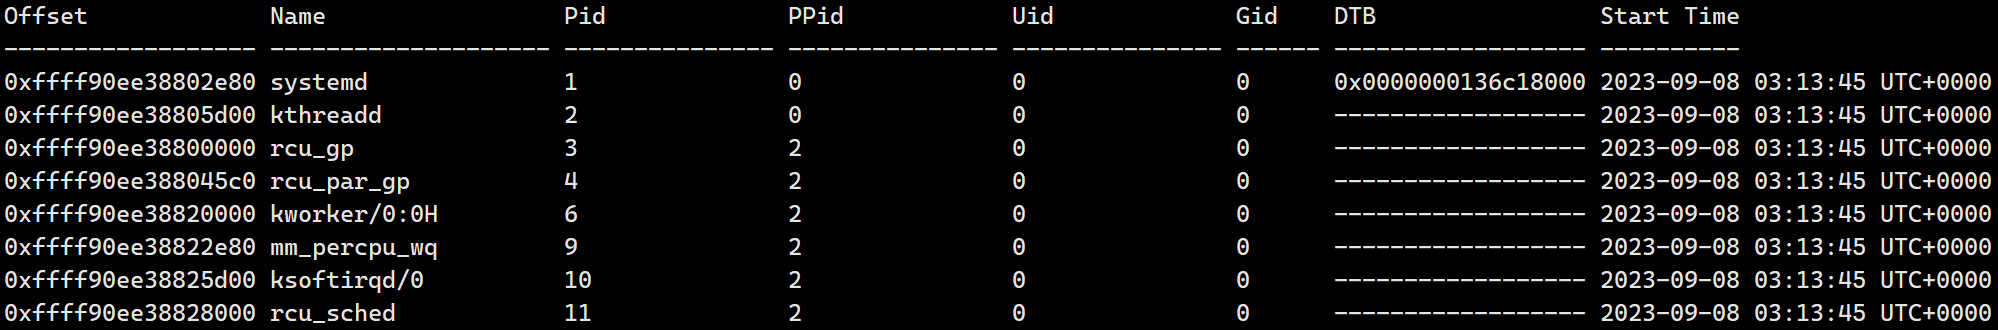 Offset             Name                 Pid             PPid            Uid             Gid    DTB                Start Time
------------------ -------------------- --------------- --------------- --------------- ------ ------------------ ----------
0xffff90ee38802e80 systemd              1               0               0               0      0x0000000136c18000 2023-09-08 03:13:45 UTC+0000
0xffff90ee38805d00 kthreadd             2               0               0               0      ------------------ 2023-09-08 03:13:45 UTC+0000
0xffff90ee38800000 rcu_gp               3               2               0               0      ------------------ 2023-09-08 03:13:45 UTC+0000
0xffff90ee388045c0 rcu_par_gp           4               2               0               0      ------------------ 2023-09-08 03:13:45 UTC+0000
0xffff90ee38820000 kworker/0:0H         6               2               0               0      ------------------ 2023-09-08 03:13:45 UTC+0000
0xffff90ee38822e80 mm_percpu_wq         9               2               0               0      ------------------ 2023-09-08 03:13:45 UTC+0000
0xffff90ee38825d00 ksoftirqd/0          10              2               0               0      ------------------ 2023-09-08 03:13:45 UTC+0000
0xffff90ee38828000 rcu_sched            11              2               0               0      ------------------ 2023-09-08 03:13:45 UTC+0000